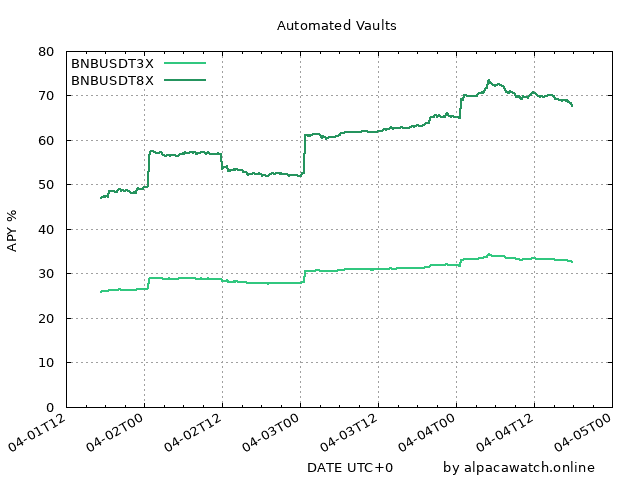 Automated Vaults
BNBUSDT3X
BNBUSDT8X
APY %
80
70
60
50
40
30
20
10
0
04-01T12
04-02T00
04-02T12
04-03T00
04-03T12
04-04T00
04-04T12
04-05T00
DATE UTC+0
by alpacawatch.online